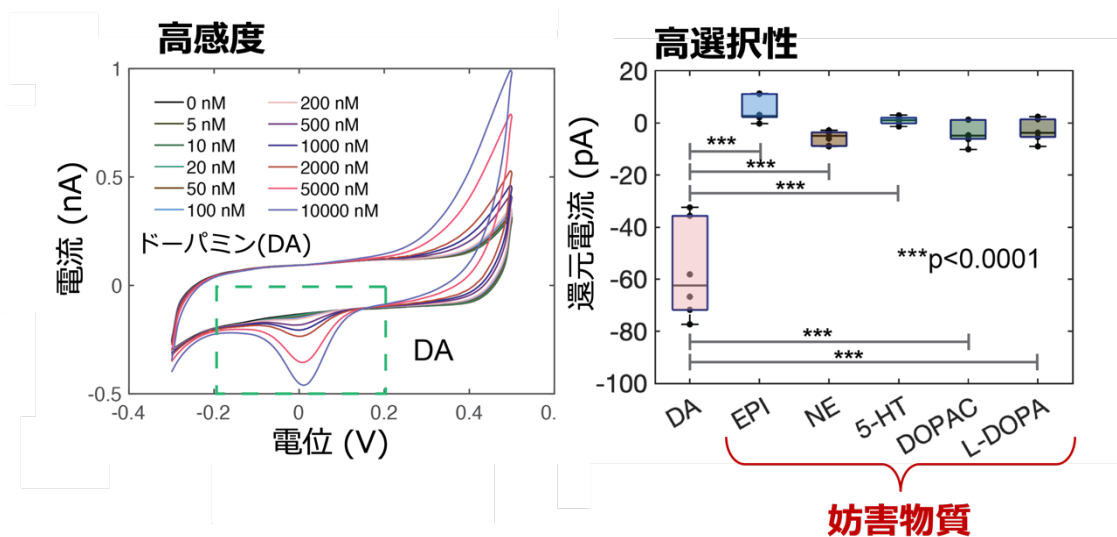 高感度
電流 (nA)
1
0.5
0
-0.5
0 nM
5 nM
10 nM
20 nM
50 nM
100 nM
200 nM
500 nM
1000 nM
2000 nM
5000 nM
10000 nM
ドーパミン(DA)
DA
-0.4
-0.2
0
0.2
0.4
0.
電位 (V)
高選択性
還元電流 (pA)
20
0
-20
-40
-60
-80
-100
***
***
***
***p<0.0001
***
***
DA
EPI
NE
5-HT
DOPAC
L-DOPA
妨害物質